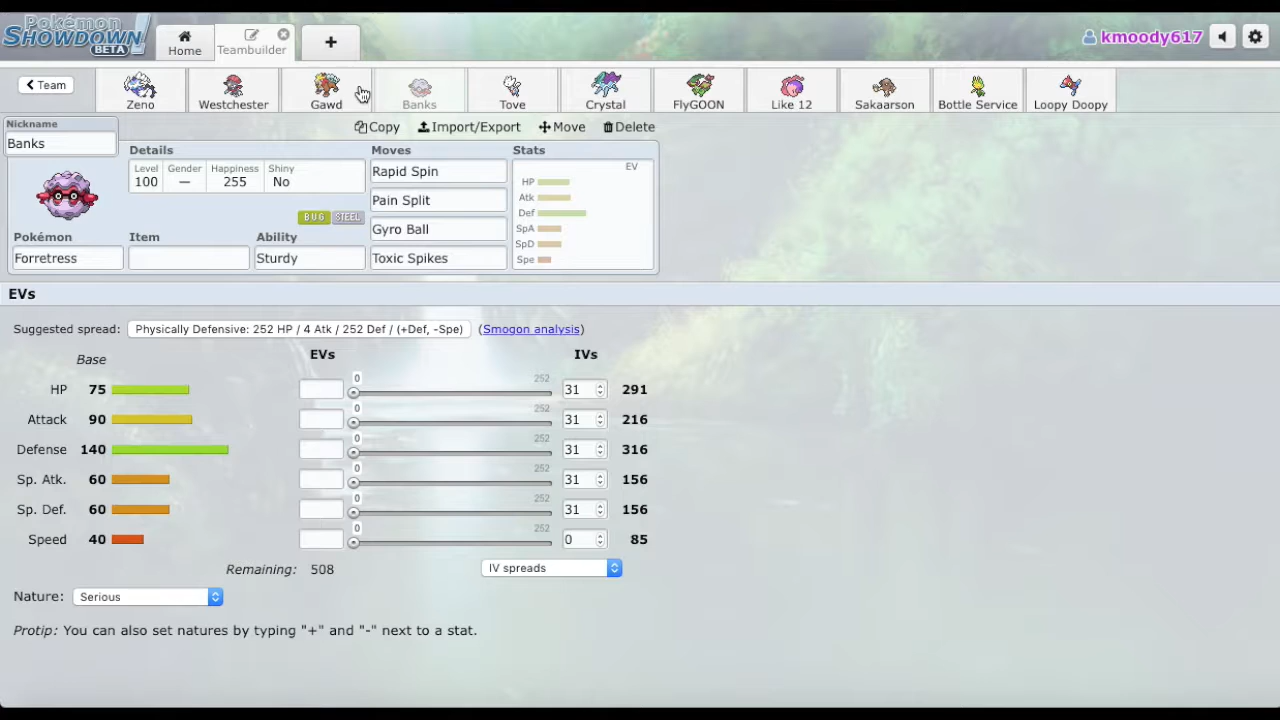 Pokémon
SHOWDOWN
BETA
Home
Teambuilder
+
kmoody617
Team
Zeno
Westchester
Gawd
Banks
Tove
Crystal
FlyGOON
Like 12
Sakaarson
Bottle Service
Loopy Doopy
Nickname
Banks
Copy
Import/Export
Move
Delete
Details
Level
100
Gender
—
Happiness
255
Shiny
No
BUG
STEEL
Pokémon
Forretress
Item
Ability
Sturdy
Moves
Rapid Spin
Pain Split
Gyro Ball
Toxic Spikes
Stats
EV
HP
Atk
Def
SpA
SpD
Spe
EVs
Suggested spread: Physically Defensive: 252 HP / 4 Atk / 252 Def / (+Def, -Spe) (Smogon analysis)
Base EVs IVs
HP 75 0 252 31 291
Attack 90 0 252 31 216
Defense 140 0 252 31 316
Sp. Atk. 60 0 252 31 156
Sp. Def. 60 0 252 31 156
Speed 40 0 252 0 85
Remaining: 508 IV spreads
Nature: Serious
Protip: You can also set natures by typing "+" and "-" next to a stat.